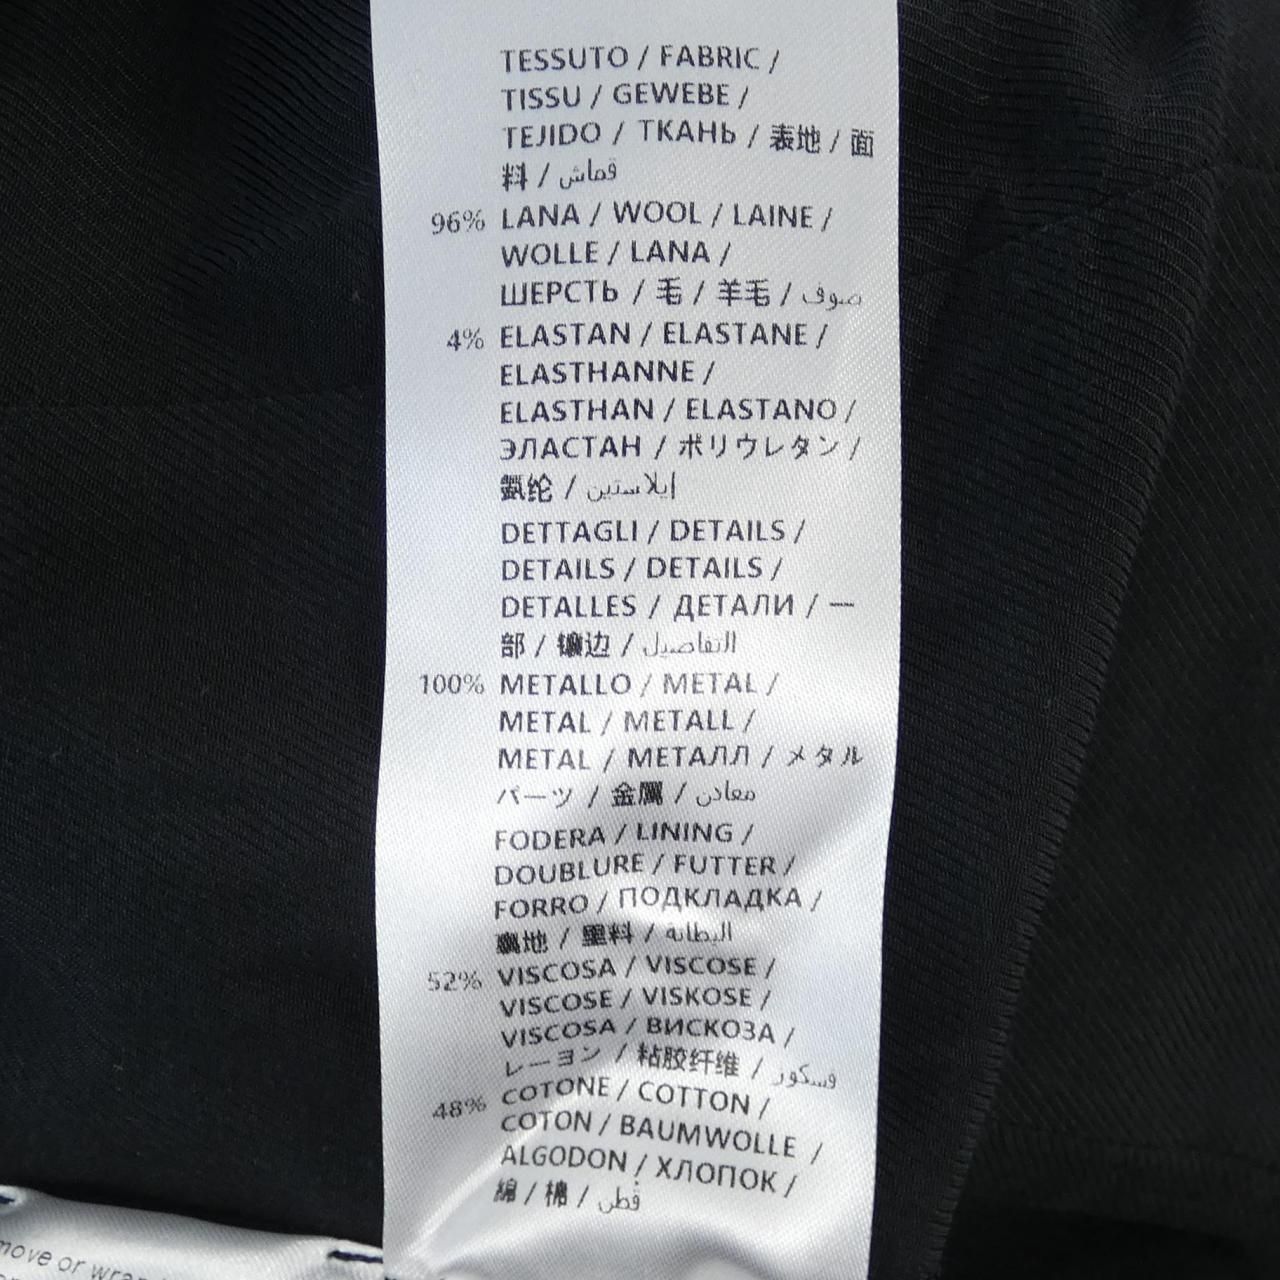 TESSUTO / FABRIC /
TISSU / GEWEBE /
TEJIDO / ТКАНЬ / 表地 / 面
料 / قماش
96% LANA / WOOL / LAINE /
WOLLE / LANA /
ШЕРСТЬ / 毛 / 羊毛 / صوف
4% ELASTAN / ELASTANE /
ELASTHANNE /
ELASTHAN / ELASTANO /
ЭЛАСТАН / ポリウレタン /
氨纶 / إيلاستين
DETTAGLI / DETAILS /
DETAILS / DETAILS /
DETALLES / ДЕТАЛИ / 一
部 / 镶边 / التفاصيل
100% METALLO / METAL /
METAL / METALL /
METAL / МЕТАЛЛ / メタル
パーツ / 金属 / معادن
FODERA / LINING /
DOUBLURE / FUTTER /
FORRO / ПОДКЛАДКА /
裏地 / 里料 / البطانة
52% VISCOSA / VISCOSE /
VISCOSE / VISKOSE /
VISCOSA / ВИСКОЗА /
レーヨン / 粘胶纤维 / فسكور
48% COTONE / COTTON /
COTON / BAUMWOLLE /
ALGODON / ХЛОПОК /
綿 / 棉 / قطن
move or